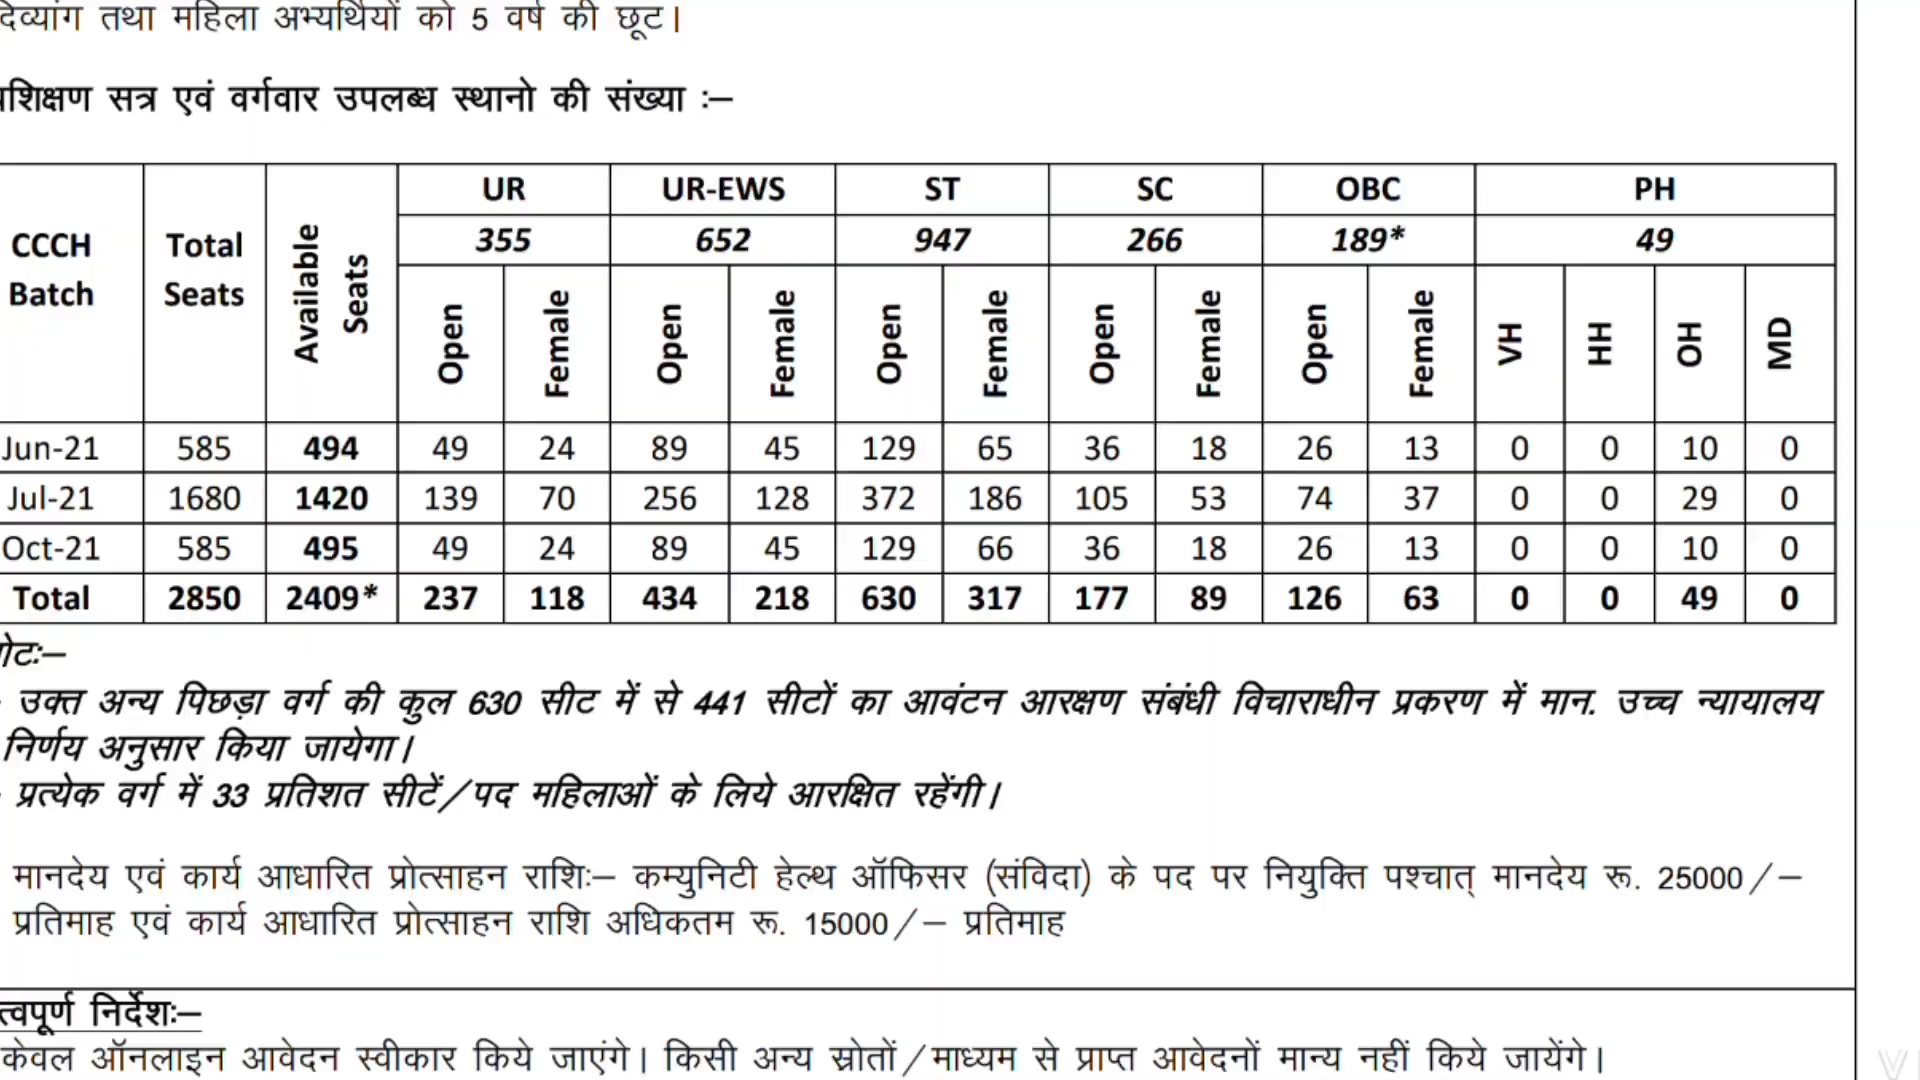 दिव्यांग तथा महिला अभ्यर्थियों को 5 वर्ष की छूट।
शिक्षण सत्र एवं वर्गवार उपलब्ध स्थानो की संख्या :–
CCCH Batch Total Seats Available Seats UR UR-EWS ST SC OBC PH
355 652 947 266 189* 49
Open Female Open Female Open Female Open Female Open Female VH HH OH MD
Jun-21 585 494 49 24 89 45 129 65 36 18 26 13 0 0 10 0
Jul-21 1680 1420 139 70 256 128 372 186 105 53 74 37 0 0 29 0
Oct-21 585 495 49 24 89 45 129 66 36 18 26 13 0 0 10 0
Total 2850 2409* 237 118 434 218 630 317 177 89 126 63 0 0 49 0
उक्त अन्य पिछड़ा वर्ग की कुल 630 सीट में से 441 सीटों का आवंटन आरक्षण संबंधी विचाराधीन प्रकरण में मान. उच्च न्यायालय
निर्णय अनुसार किया जायेगा।
प्रत्येक वर्ग में 33 प्रतिशत सीटें/पद महिलाओं के लिये आरक्षित रहेंगी।
मानदेय एवं कार्य आधारित प्रोत्साहन राशिः– कम्युनिटी हेल्थ ऑफिसर (संविदा) के पद पर नियुक्ति पश्चात् मानदेय रू. 25000/–
प्रतिमाह एवं कार्य आधारित प्रोत्साहन राशि अधिकतम रू. 15000/– प्रतिमाह
त्वपूर्ण निर्देशः–
केवल ऑनलाइन आवेदन स्वीकार किये जाएंगे। किसी अन्य स्रोतों/माध्यम से प्राप्त आवेदनों मान्य नहीं किये जायेंगे।